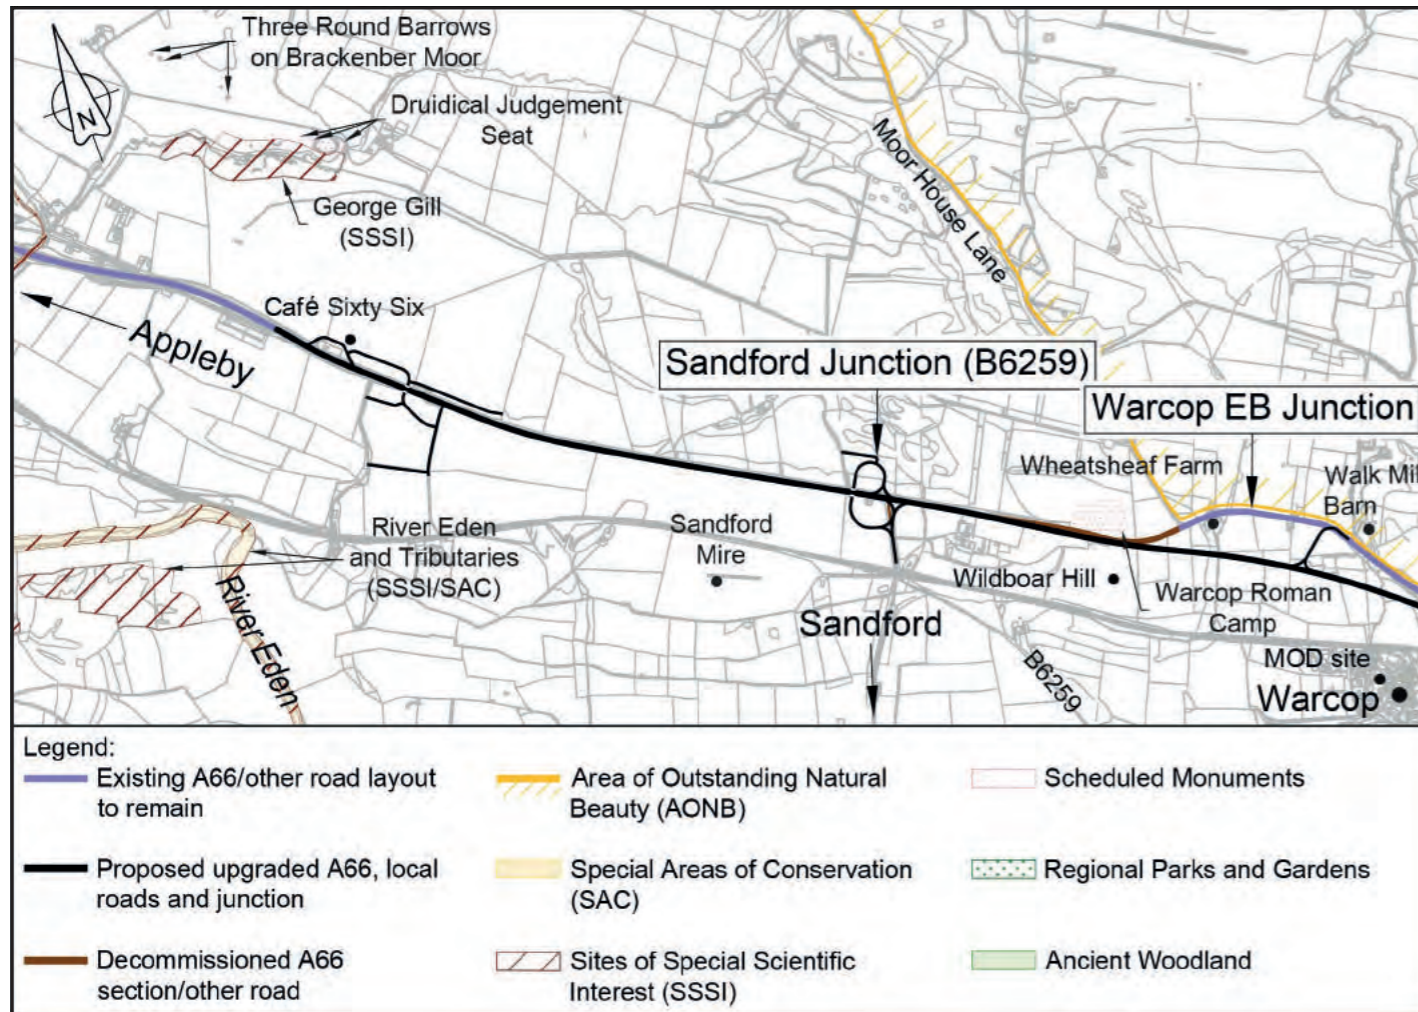 Three Round Barrows
on Brackenber Moor
N
Druidical Judgement
Seat
George Gill
(SSSI)
Moor House Lane
Café Sixty Six
Appleby
Sandford Junction (B6259)
Warcop EB Junction
Wheatsheaf Farm
Walk Mil
Barn
River Eden
and Tributaries
(SSSI/SAC)
River Eden
Sandford
Mire
Wildboar Hill
Warcop Roman
Camp
Sandford
B6259
MOD site
Warcop
Legend:
Existing A66/other road layout
to remain
Proposed upgraded A66, local
roads and junction
Decommissioned A66
section/other road
Area of Outstanding Natural
Beauty (AONB)
Special Areas of Conservation
(SAC)
Sites of Special Scientific
Interest (SSSI)
Scheduled Monuments
Regional Parks and Gardens
Ancient Woodland